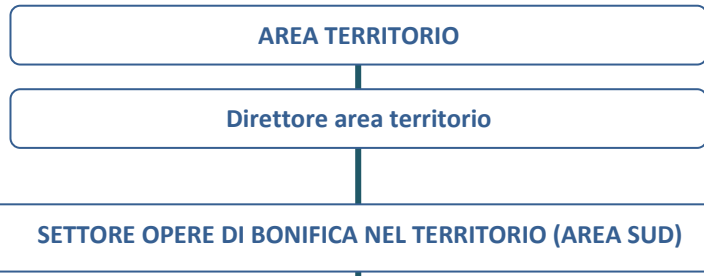 AREA TERRITORIO
Direttore area territorio
SETTORE OPERE DI BONIFICA NEL TERRITORIO (AREA SUD)